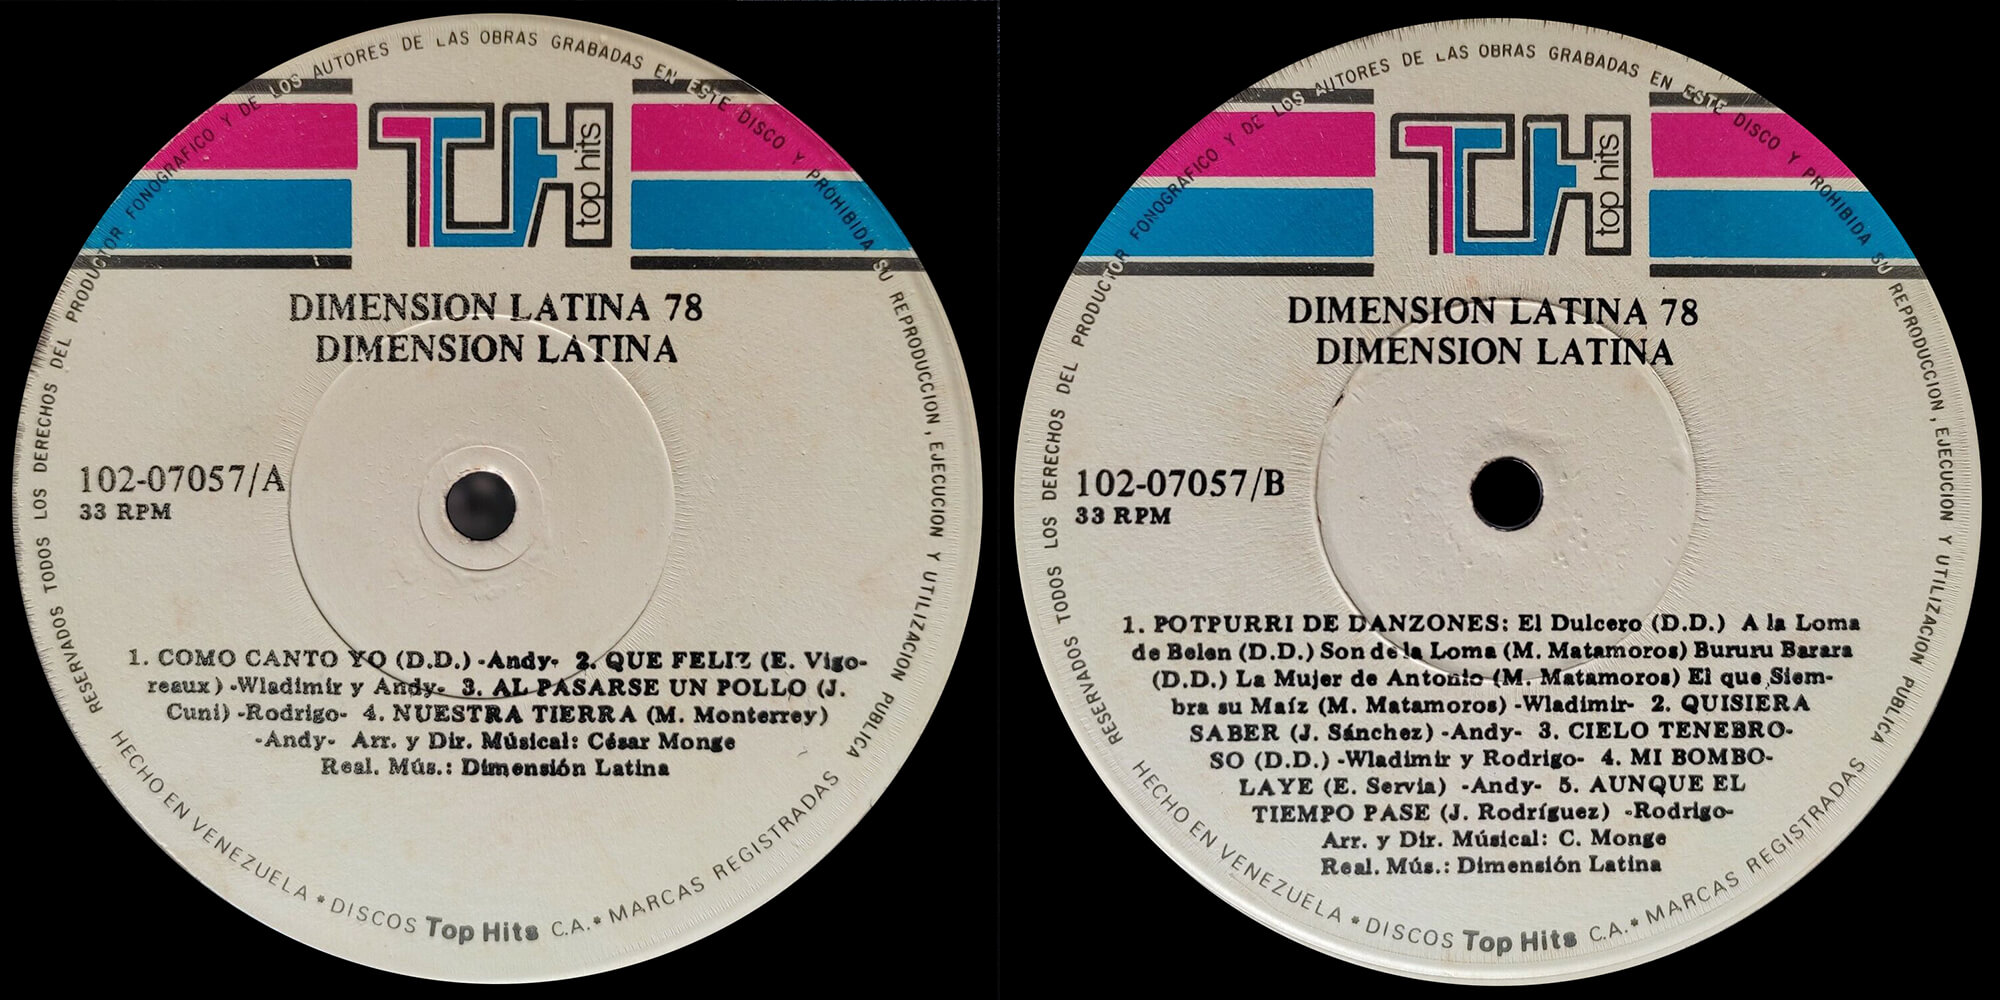 RESERVADOS TODOS LOS DERECHOS DEL PRODUCTOR FONOGRAFICO Y DE LOS AUTORES DE LAS OBRAS GRABADAS EN ESTE DISCO Y PROHIBIDA SU REPRODUCCION, EJECUCION Y UTILIZACION PUBLICA
TH
top hits
DIMENSION LATINA 78
DIMENSION LATINA
102-07057/A
33 RPM
1. COMO CANTO YO (D.D.) -Andy- 2. QUE FELIZ (E. Vigo-
reaux) -Wladimir y Andy- 3. AL PASARSE UN POLLO (J.
Cuni) -Rodrigo- 4. NUESTRA TIERRA (M. Monterrey)
-Andy- Arr. y Dir. Músical: César Monge
Real. Mús.: Dimensión Latina
HECHO EN VENEZUELA * DISCOS Top Hits C.A. * MARCAS REGISTRADAS
RESERVADOS TODOS LOS DERECHOS DEL PRODUCTOR FONOGRAFICO Y DE LOS AUTORES DE LAS OBRAS GRABADAS EN ESTE DISCO Y PROHIBIDA SU REPRODUCCION, EJECUCION Y UTILIZACION PUBLICA
TH
top hits
DIMENSION LATINA 78
DIMENSION LATINA
102-07057/B
33 RPM
1. POTPURRI DE DANZONES: El Dulcero (D.D.) A la Loma
de Belen (D.D.) Son de la Loma (M. Matamoros) Bururu Barara
(D.D.) La Mujer de Antonio (M. Matamoros) El que Siem-
bra su Maíz (M. Matamoros) -Wladimir- 2. QUISIERA
SABER (J. Sánchez) -Andy- 3. CIELO TENEBRO-
SO (D.D.) -Wladimir y Rodrigo- 4. MI BOMBO-
LAYE (E. Servia) -Andy- 5. AUNQUE EL
TIEMPO PASE (J. Rodríguez) -Rodrigo-
Arr. y Dir. Músical: C. Monge
Real. Mús.: Dimensión Latina
HECHO EN VENEZUELA * DISCOS Top Hits C.A. * MARCAS REGISTRADAS